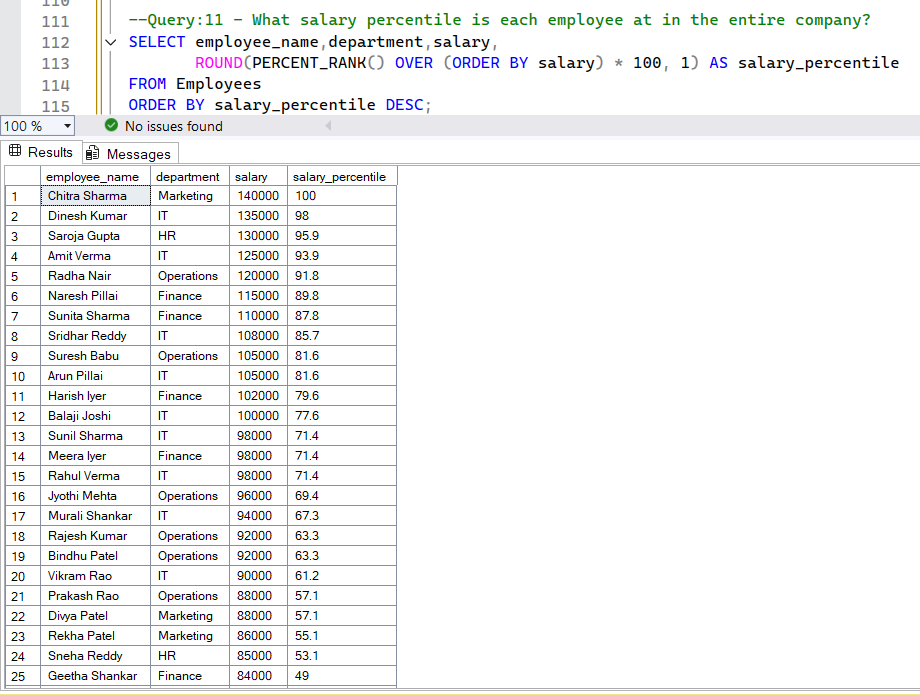 110
111 --Query:11 - What salary percentile is each employee at in the entire company?
112 SELECT employee_name,department,salary,
113 ROUND(PERCENT_RANK() OVER (ORDER BY salary) * 100, 1) AS salary_percentile
114 FROM Employees
115 ORDER BY salary_percentile DESC;
100 % No issues found
Results Messages
employee_name department salary salary_percentile
1 Chitra Sharma Marketing 140000 100
2 Dinesh Kumar IT 135000 98
3 Saroja Gupta HR 130000 95.9
4 Amit Verma IT 125000 93.9
5 Radha Nair Operations 120000 91.8
6 Naresh Pillai Finance 115000 89.8
7 Sunita Sharma Finance 110000 87.8
8 Sridhar Reddy IT 108000 85.7
9 Suresh Babu Operations 105000 81.6
10 Arun Pillai IT 105000 81.6
11 Harish Iyer Finance 102000 79.6
12 Balaji Joshi IT 100000 77.6
13 Sunil Sharma IT 98000 71.4
14 Meera Iyer Finance 98000 71.4
15 Rahul Verma IT 98000 71.4
16 Jyothi Mehta Operations 96000 69.4
17 Murali Shankar IT 94000 67.3
18 Rajesh Kumar Operations 92000 63.3
19 Bindhu Patel Operations 92000 63.3
20 Vikram Rao IT 90000 61.2
21 Prakash Rao Operations 88000 57.1
22 Divya Patel Marketing 88000 57.1
23 Rekha Patel Marketing 86000 55.1
24 Sneha Reddy HR 85000 53.1
25 Geetha Shankar Finance 84000 49